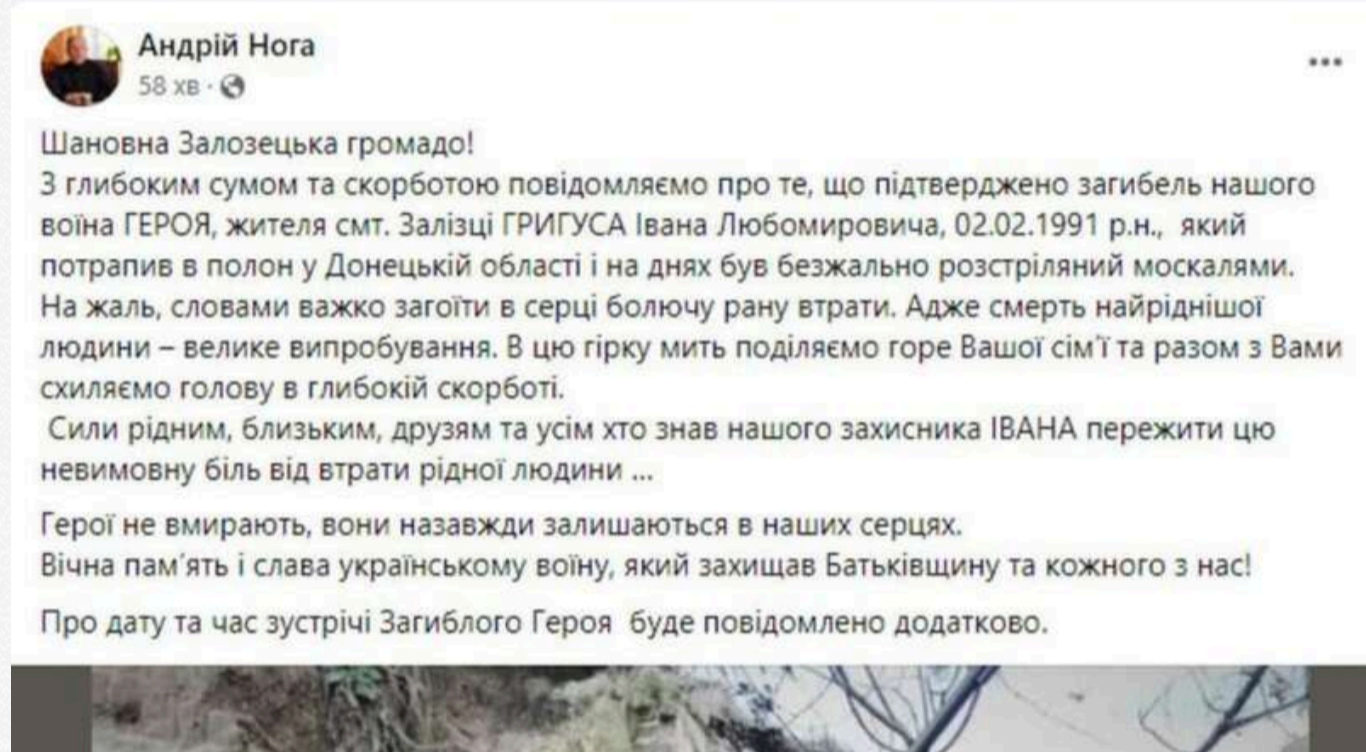 Андрій Нога
58 хв ·
Шановна Залозецька громадо!
З глибоким сумом та скорботою повідомляємо про те, що підтверджено загибель нашого
воїна ГЕРОЯ, жителя смт. Залізці ГРИГУСА Івана Любомировича, 02.02.1991 р.н., який
потрапив в полон у Донецькій області і на днях був безжально розстріляний москалями.
На жаль, словами важко загоїти в серці болючу рану втрати. Адже смерть найріднішої
людини – велике випробування. В цю гірку мить поділяємо горе Вашої сім'ї та разом з Вами
схиляємо голову в глибокій скорботі.
Сили рідним, близьким, друзям та усім хто знав нашого захисника ІВАНА пережити цю
невимовну біль від втрати рідної людини ...
Герої не вмирають, вони назавжди залишаються в наших серцях.
Вічна пам´ять і слава українському воїну, який захищав Батьківщину та кожного з нас!
Про дату та час зустрічі Загиблого Героя буде повідомлено додатково.